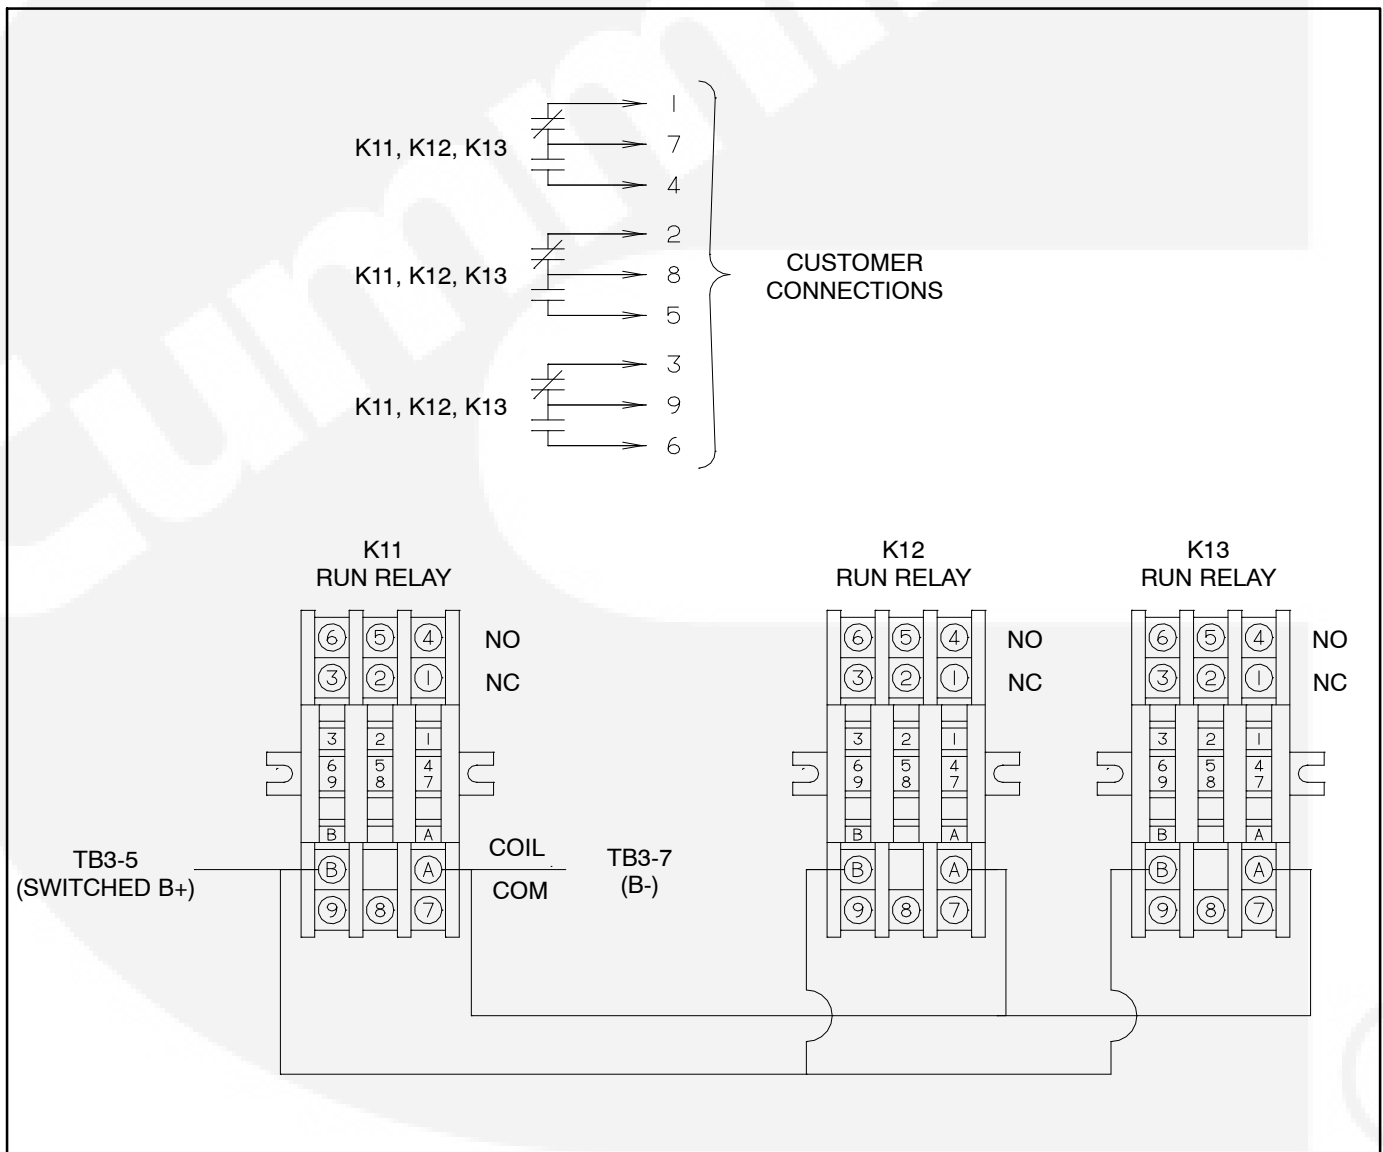 1
K11, K12, K13
7
4
2
K11, K12, K13
8
5
CUSTOMER
CONNECTIONS
3
K11, K12, K13
9
6
K11
RUN RELAY
K12
RUN RELAY
K13
RUN RELAY
6 5 4 NO
3 2 1 NC
3 2 1
6 5 4
9 8 7
B A
B A
9 8 7
TB3-5
(SWITCHED B+)
COIL
COM
TB3-7
(B-)
6 5 4 NO
3 2 1 NC
3 2 1
6 5 4
9 8 7
B A
B A
9 8 7
6 5 4 NO
3 2 1 NC
3 2 1
6 5 4
9 8 7
B A
B A
9 8 7